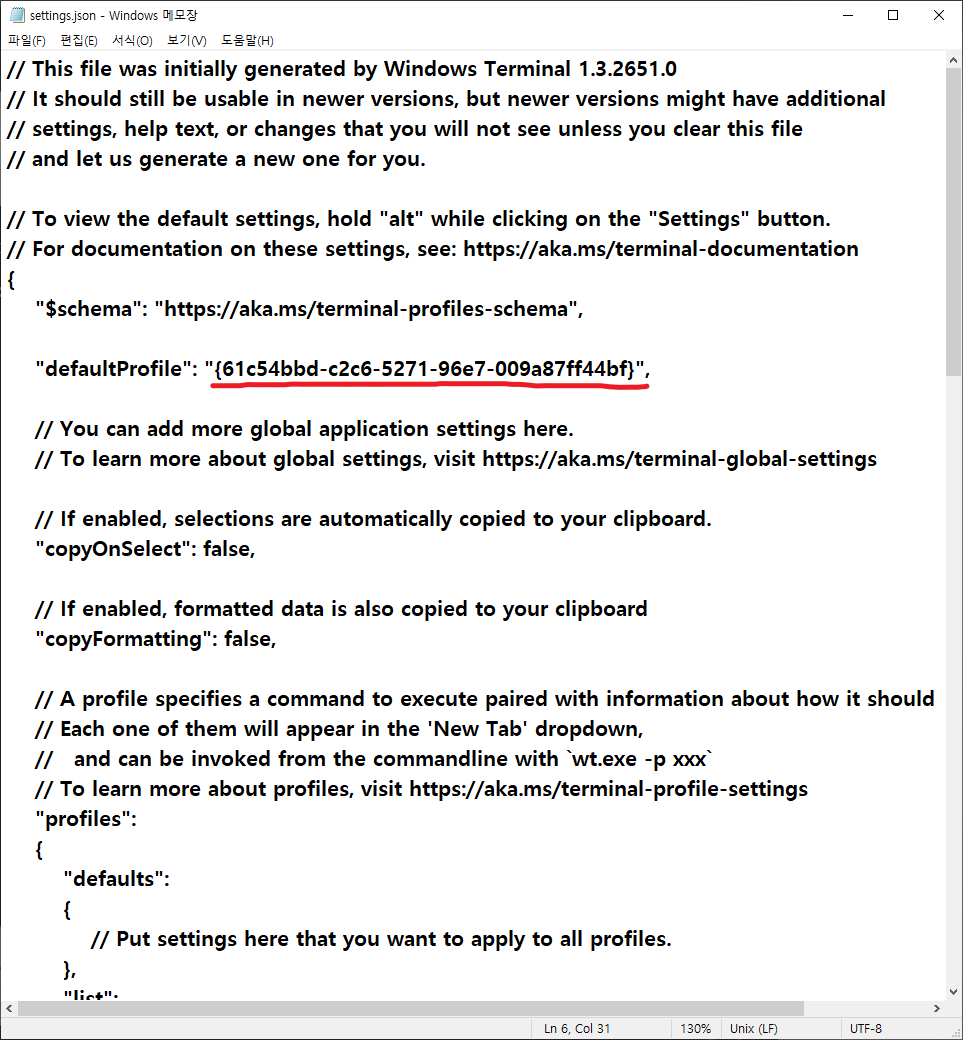 settings.json - Windows 메모장
파일(F) 편집(E) 서식(O) 보기(V) 도움말(H)
// This file was initially generated by Windows Terminal 1.3.2651.0
// It should still be usable in newer versions, but newer versions might have additional
// settings, help text, or changes that you will not see unless you clear this file
// and let us generate a new one for you.

// To view the default settings, hold "alt" while clicking on the "Settings" button.
// For documentation on these settings, see: https://aka.ms/terminal-documentation
{
    "$schema": "https://aka.ms/terminal-profiles-schema",

    "defaultProfile": "{61c54bbd-c2c6-5271-96e7-009a87ff44bf}",

    // You can add more global application settings here.
    // To learn more about global settings, visit https://aka.ms/terminal-global-settings

    // If enabled, selections are automatically copied to your clipboard.
    "copyOnSelect": false,

    // If enabled, formatted data is also copied to your clipboard
    "copyFormatting": false,

    // A profile specifies a command to execute paired with information about how it should
    // Each one of them will appear in the 'New Tab' dropdown,
    //   and can be invoked from the commandline with `wt.exe -p xxx`
    // To learn more about profiles, visit https://aka.ms/terminal-profile-settings
    "profiles":
    {
        "defaults":
        {
            // Put settings here that you want to apply to all profiles.
        },
        "list":
Ln 6, Col 31 130% Unix (LF) UTF-8